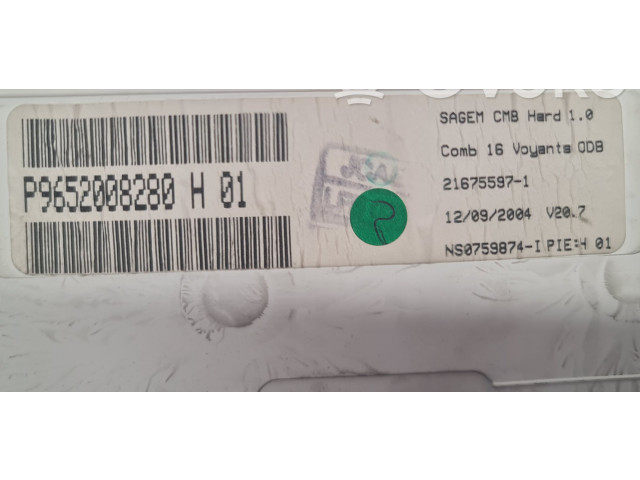 P9652008280 H 01
SAGEM CMB Hard 1.0
Comb 16 Voyants ODB
21675597-1
12/09/2004 V20.7
NS0759874-I PIE:H 01